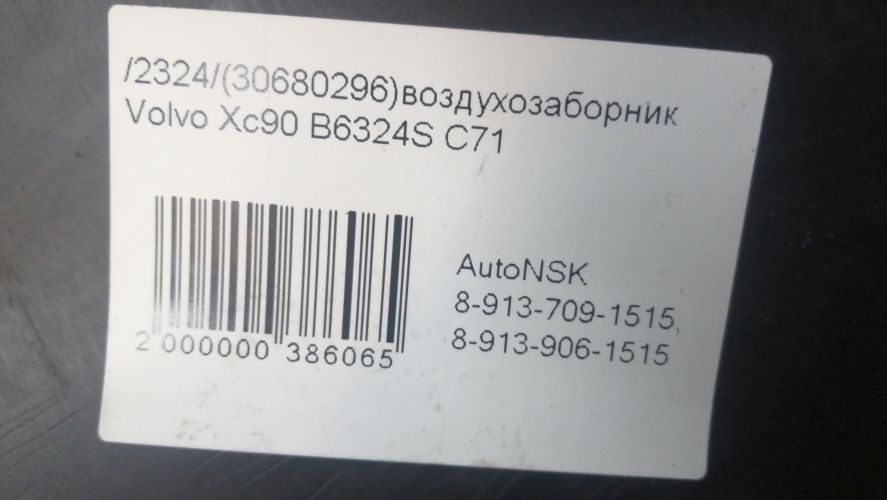 /2324/(30680296)воздухозаборник
Volvo Xc90 B6324S C71
AutoNSK
8-913-709-1515,
8-913-906-1515
2 000000 386065